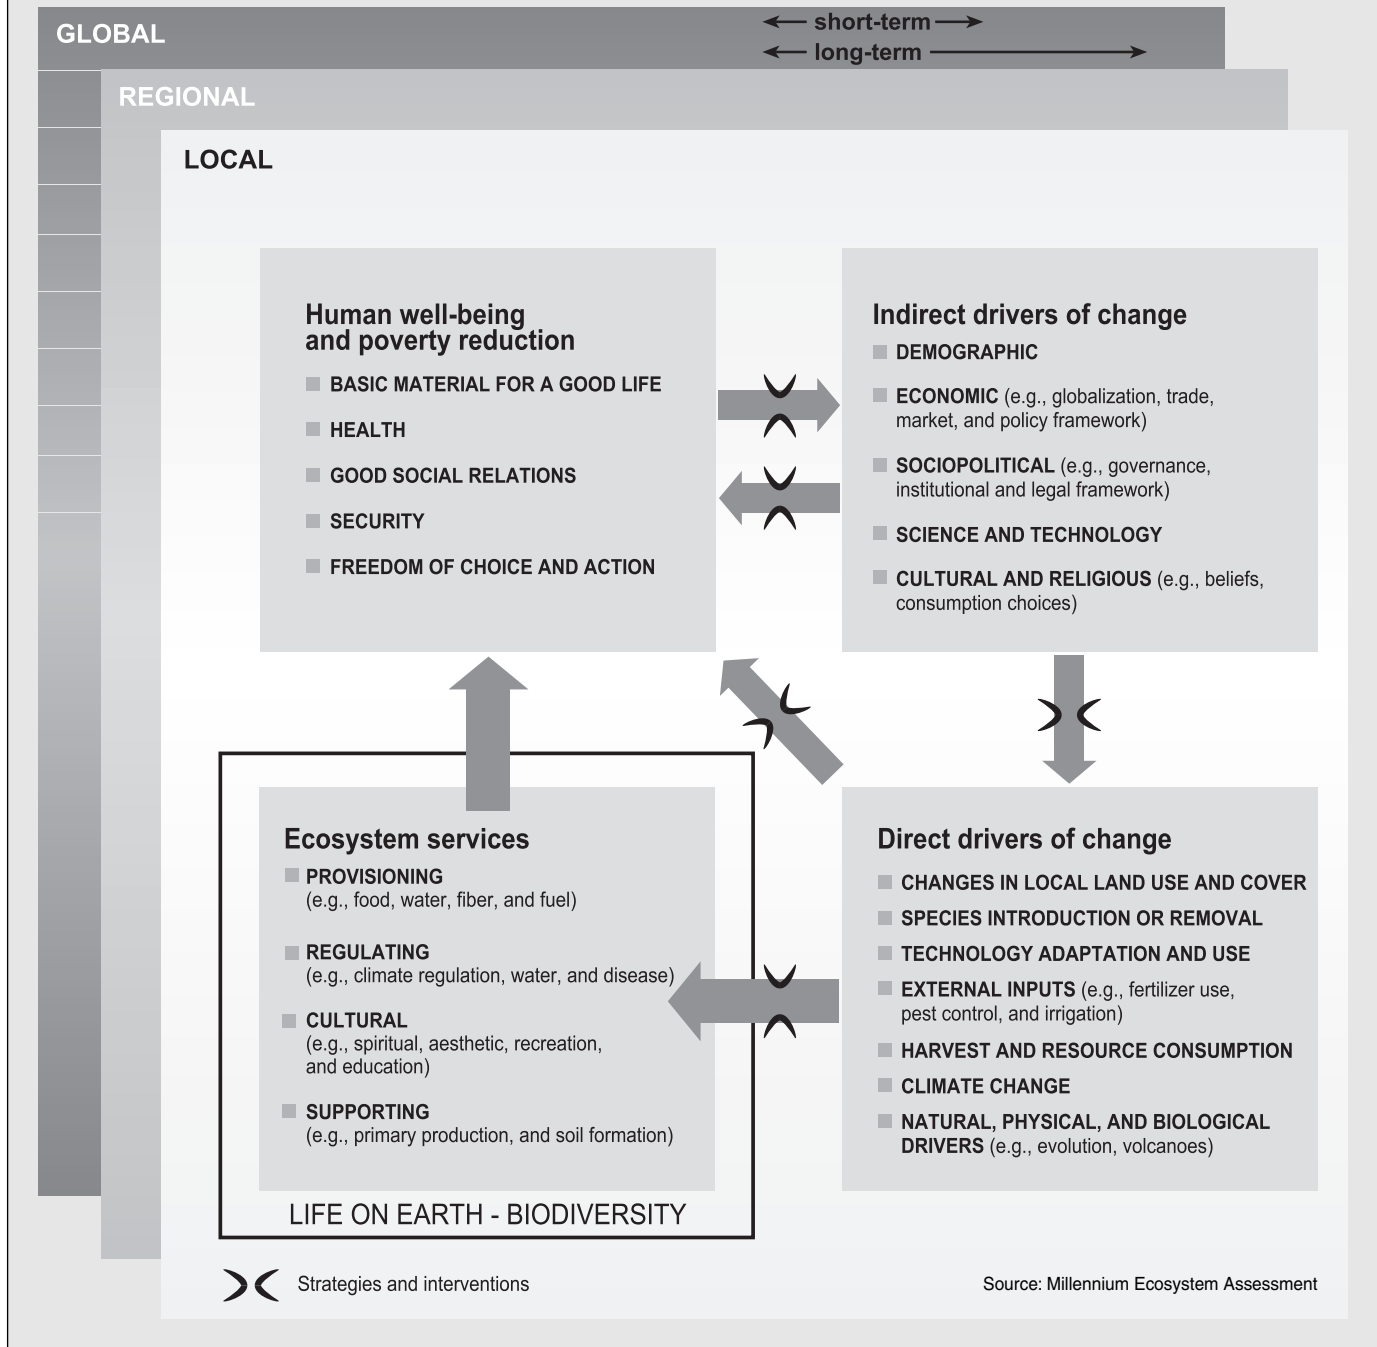 GLOBAL
short-term
long-term
REGIONAL
LOCAL
Human well-being
and poverty reduction
BASIC MATERIAL FOR A GOOD LIFE
HEALTH
GOOD SOCIAL RELATIONS
SECURITY
FREEDOM OF CHOICE AND ACTION
Indirect drivers of change
DEMOGRAPHIC
ECONOMIC (e.g., globalization, trade,
market, and policy framework)
SOCIOPOLITICAL (e.g., governance,
institutional and legal framework)
SCIENCE AND TECHNOLOGY
CULTURAL AND RELIGIOUS (e.g., beliefs,
consumption choices)
Ecosystem services
PROVISIONING
(e.g., food, water, fiber, and fuel)
REGULATING
(e.g., climate regulation, water, and disease)
CULTURAL
(e.g., spiritual, aesthetic, recreation,
and education)
SUPPORTING
(e.g., primary production, and soil formation)
LIFE ON EARTH - BIODIVERSITY
Direct drivers of change
CHANGES IN LOCAL LAND USE AND COVER
SPECIES INTRODUCTION OR REMOVAL
TECHNOLOGY ADAPTATION AND USE
EXTERNAL INPUTS (e.g., fertilizer use,
pest control, and irrigation)
HARVEST AND RESOURCE CONSUMPTION
CLIMATE CHANGE
NATURAL, PHYSICAL, AND BIOLOGICAL
DRIVERS (e.g., evolution, volcanoes)
Strategies and interventions
Source: Millennium Ecosystem Assessment